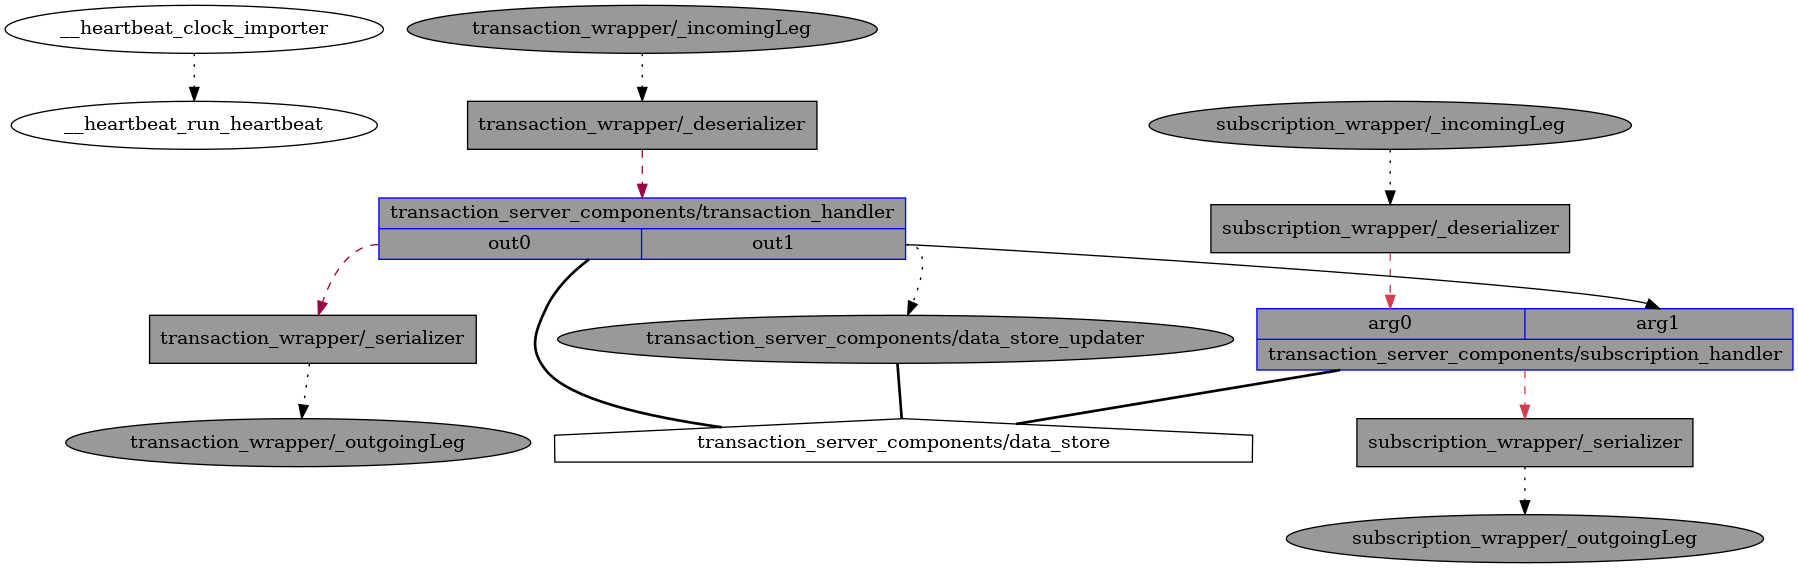 __heartbeat_clock_importer
transaction_wrapper/_incomingLeg
__heartbeat_run_heartbeat
transaction_wrapper/_deserializer
subscription_wrapper/_incomingLeg
transaction_server_components/transaction_handler
out0
out1
subscription_wrapper/_deserializer
transaction_wrapper/_serializer
transaction_server_components/data_store_updater
arg0
arg1
transaction_server_components/subscription_handler
transaction_wrapper/_outgoingLeg
transaction_server_components/data_store
subscription_wrapper/_serializer
subscription_wrapper/_outgoingLeg